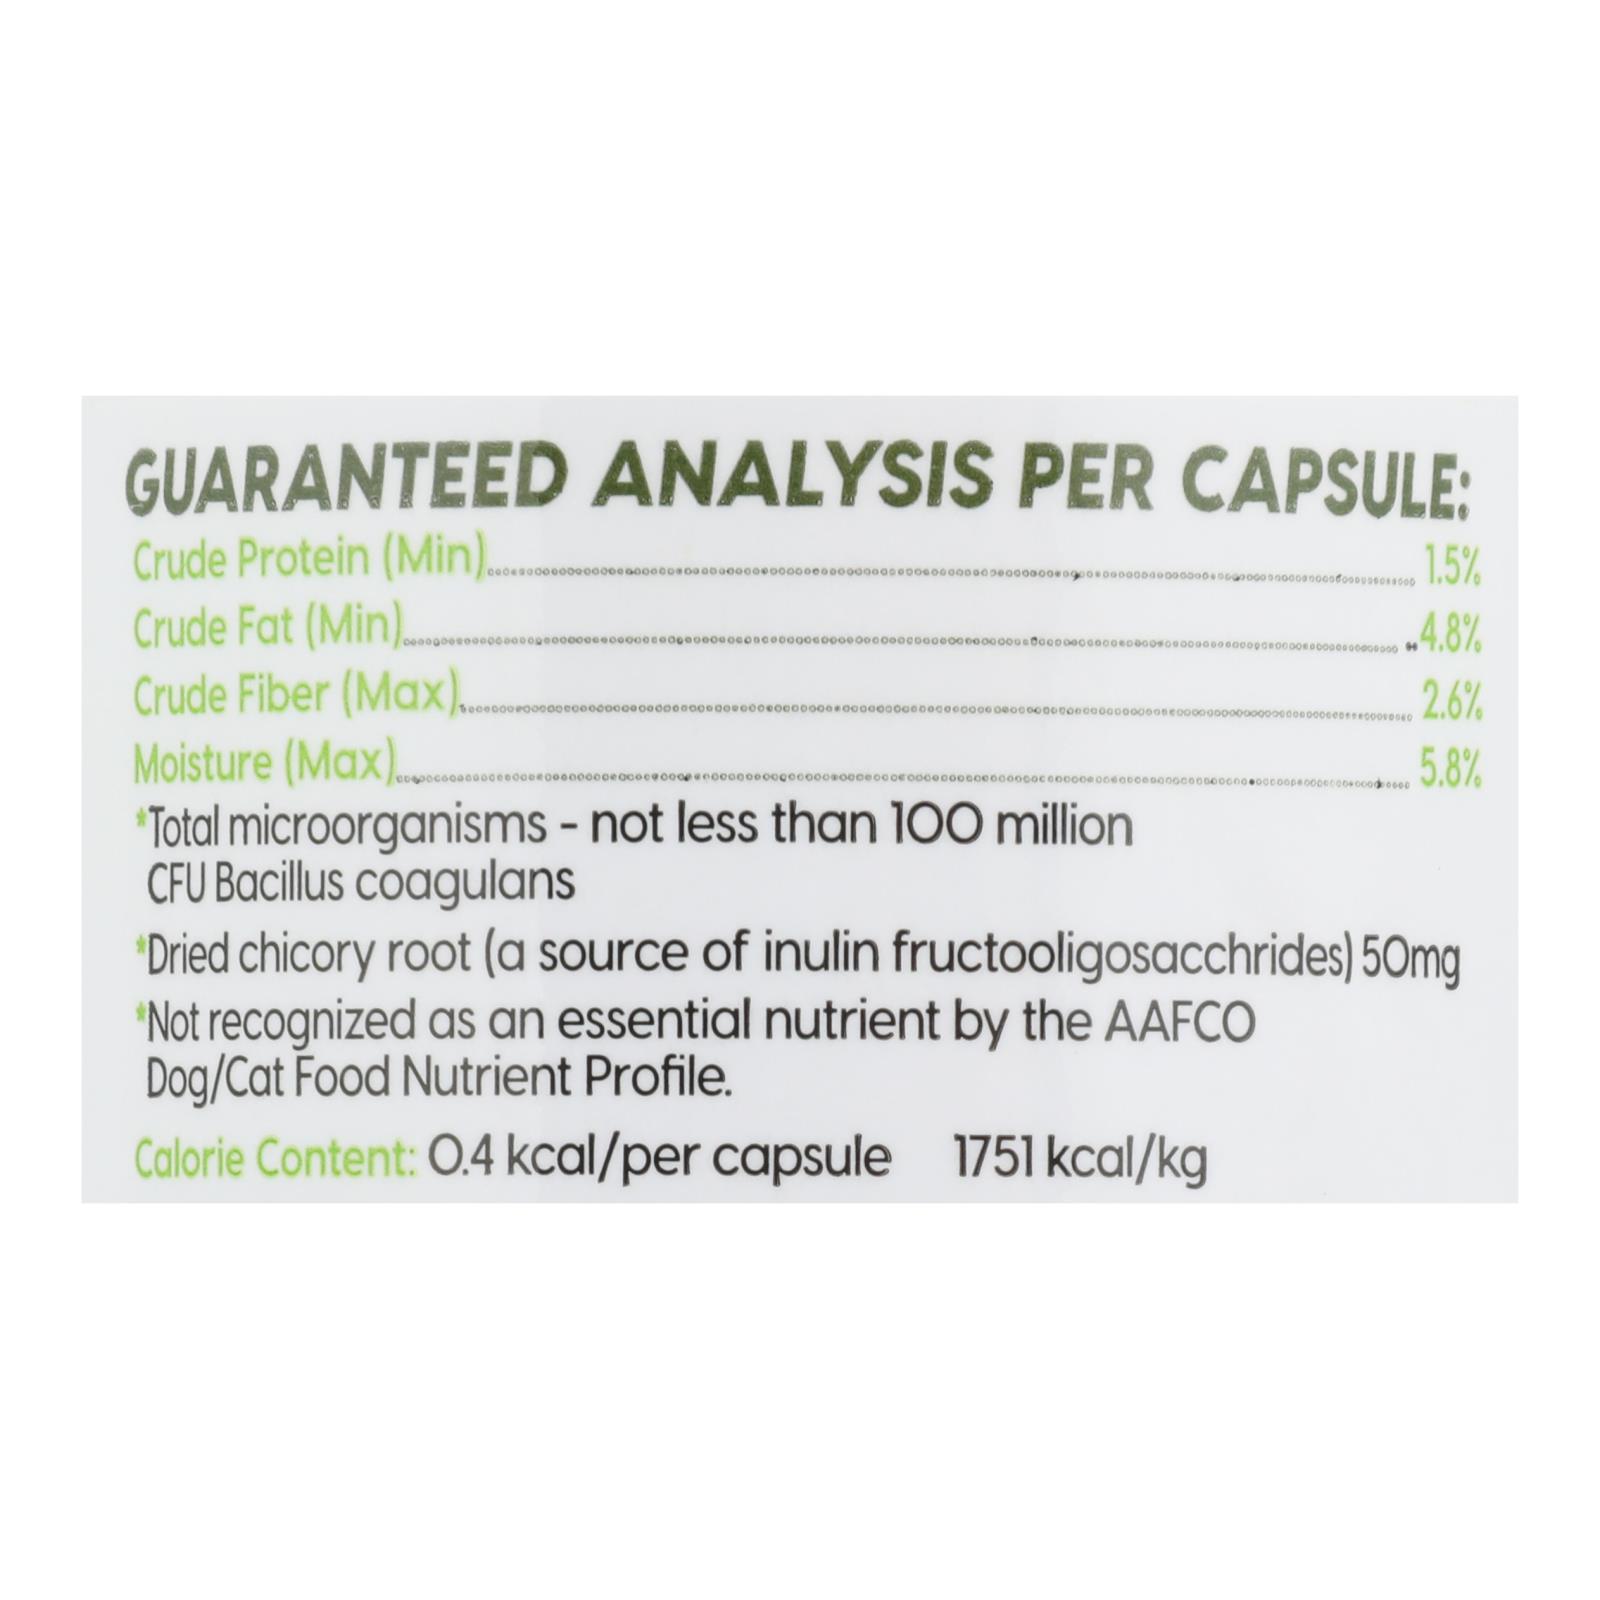 GUARANTEED ANALYSIS PER CAPSULE:
Crude Protein (Min) 1.5%
Crude Fat (Min) 4.8%
Crude Fiber (Max) 2.6%
Moisture (Max) 5.8%
*Total microorganisms - not less than 100 million
CFU Bacillus coagulans
*Dried chicory root (a source of inulin fructooligosacchrides) 50mg
*Not recognized as an essential nutrient by the AAFCO
Dog/Cat Food Nutrient Profile.
Calorie Content: 0.4 kcal/per capsule 1751 kcal/kg